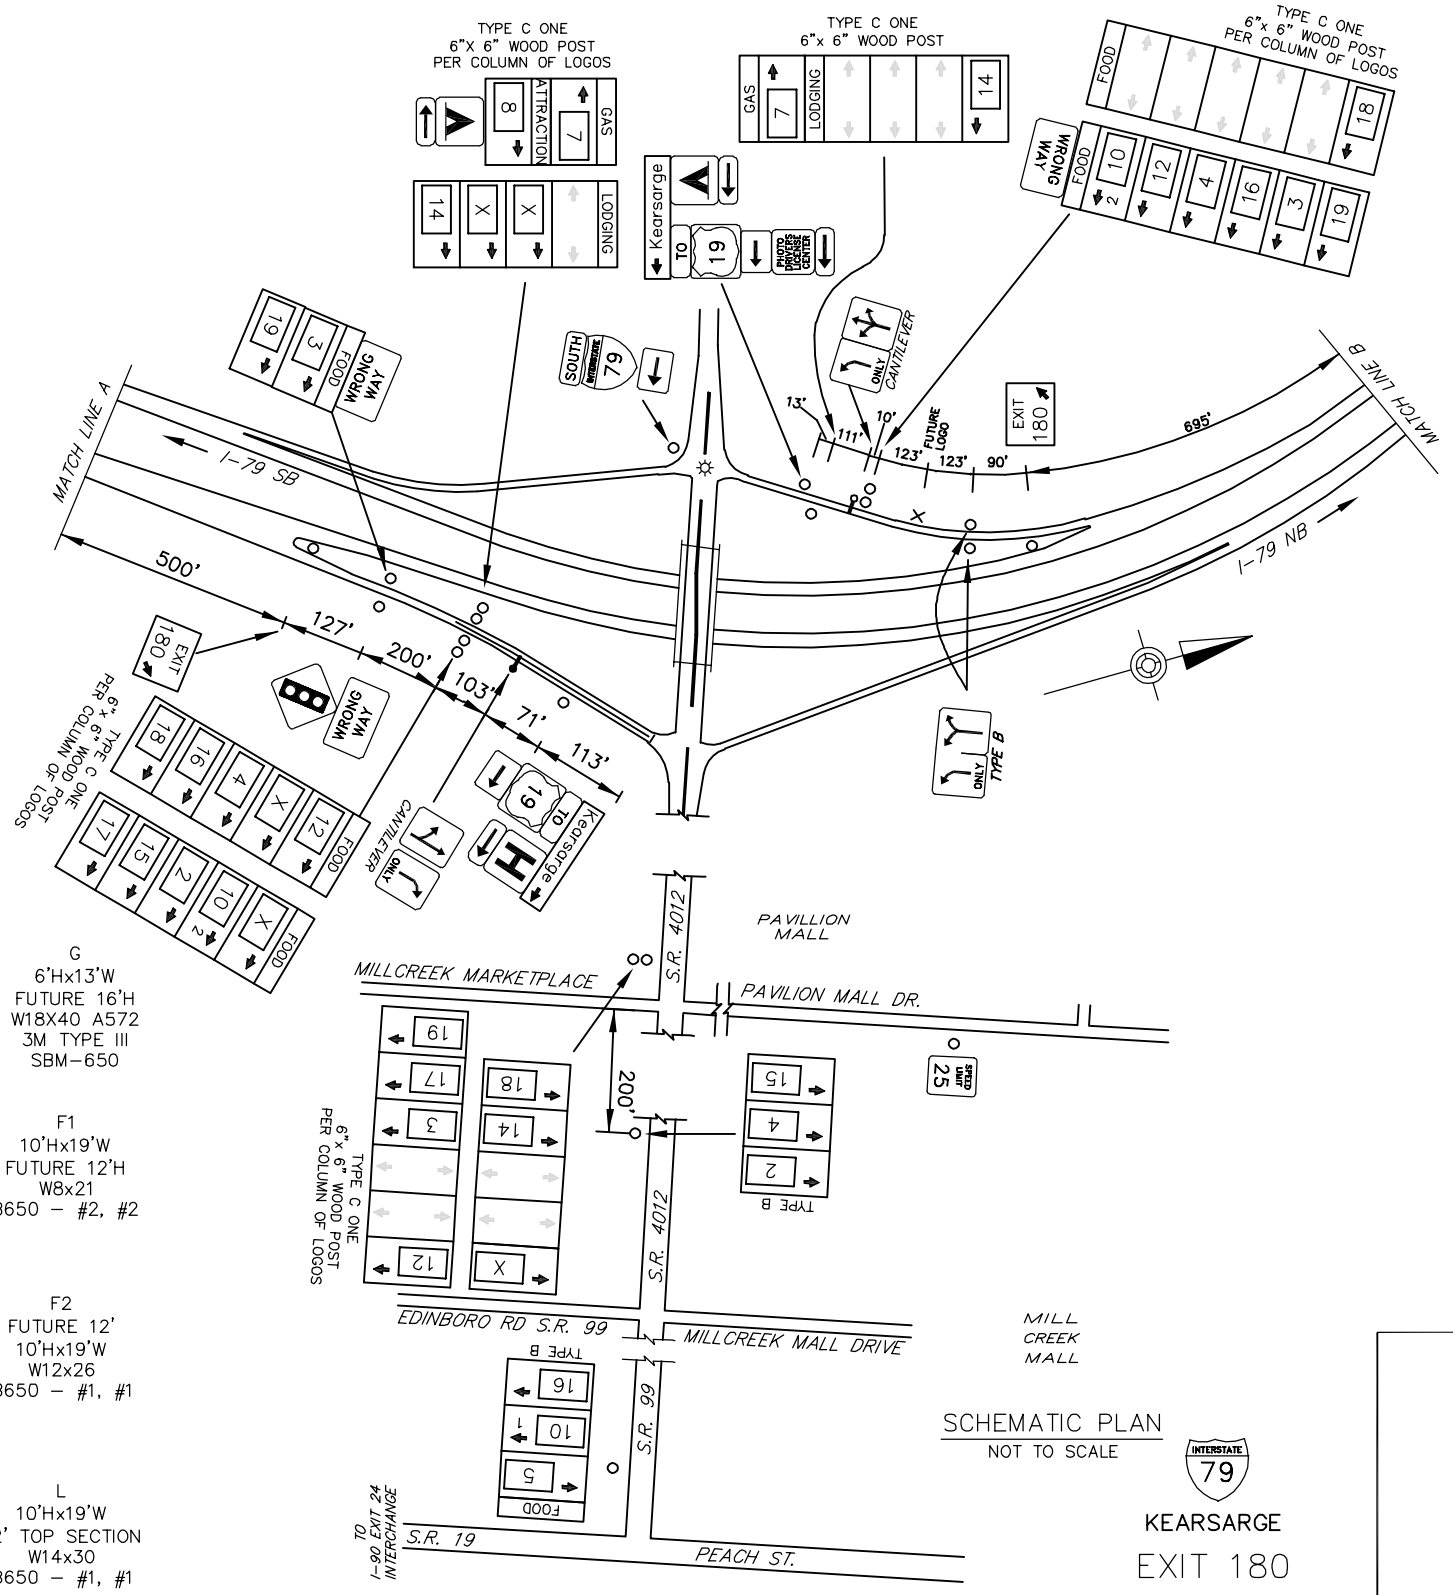 TYPE C ONE
6"X 6" WOOD POST
PER COLUMN OF LOGOS
8
ATTRACTION
7
GAS
14
X
X
LODGING
TYPE C ONE
6"x 6" WOOD POST
GAS
7
LODGING
14
TYPE C ONE
6"x 6" WOOD POST
PER COLUMN OF LOGOS
FOOD
18
WRONG
WAY
FOOD
10
2
12
4
16
3
19
Kearsarge
TO
19
PHOTO
DRIVERS
LICENSE
CENTER
19
3
FOOD
WRONG
WAY
SOUTH
INTERSTATE
79
ONLY
CANTILEVER
13'
111'
10'
123'
FUTURE
LOGO
123'
90'
EXIT
180
695'
MATCH LINE B
MATCH LINE A
I-79 SB
I-79 NB
500'
127'
200'
103'
71'
113'
EXIT
180
WRONG
WAY
TYPE C ONE
6"x 6" WOOD POST
PER COLUMN OF LOGOS
18
16
4
X
12
FOOD
17
15
2
10
2
X
FOOD
CANTILEVER
ONLY
19
TO
H
Kearsarge
ONLY
TYPE B
S.R. 4012
PAVILLION
MALL
MILLCREEK MARKETPLACE
PAVILION MALL DR.
SPEED
LIMIT
25
G
6'Hx13'W
FUTURE 16'H
W18X40 A572
3M TYPE III
SBM-650
F1
10'Hx19'W
FUTURE 12'H
W8x21
650 - #2, #2
F2
FUTURE 12'
10'Hx19'W
W12x26
650 - #1, #1
L
10'Hx19'W
' TOP SECTION
W14x30
650 - #1, #1
19
17
3
12
TYPE C ONE
6"x 6" WOOD POST
PER COLUMN OF LOGOS
18
14
X
200'
15
4
2
TYPE B
S.R. 4012
EDINBORO RD S.R. 99
MILLCREEK MALL DRIVE
MILL
CREEK
MALL
TYPE B
16
10
1
5
FOOD
S.R. 99
TO
I-90 EXIT 24
INTERCHANGE
S.R. 19
PEACH ST.
SCHEMATIC PLAN
NOT TO SCALE
INTERSTATE
79
KEARSARGE
EXIT 180